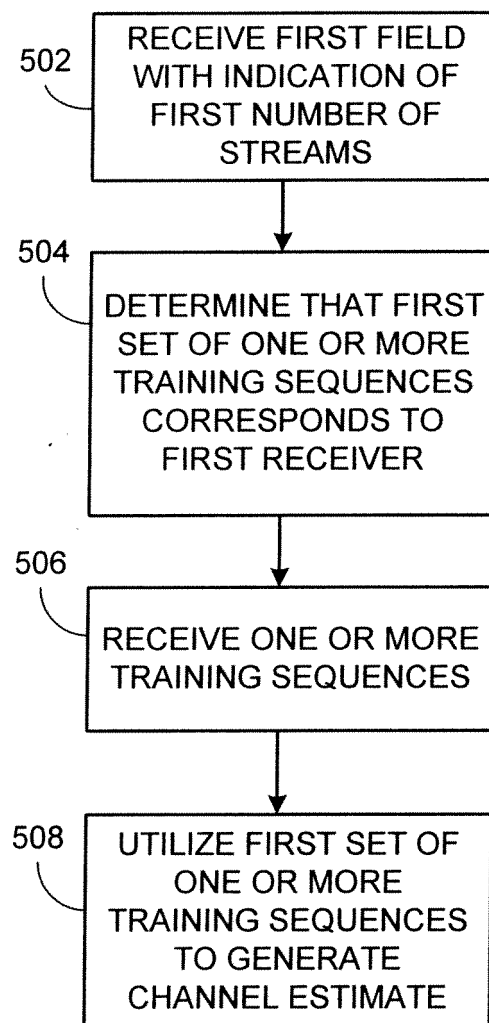 502
RECEIVE FIRST FIELD
WITH INDICATION OF
FIRST NUMBER OF
STREAMS
504
DETERMINE THAT FIRST
SET OF ONE OR MORE
TRAINING SEQUENCES
CORRESPONDS TO
FIRST RECEIVER
506
RECEIVE ONE OR MORE
TRAINING SEQUENCES
508
UTILIZE FIRST SET OF
ONE OR MORE
TRAINING SEQUENCES
TO GENERATE
CHANNEL ESTIMATE